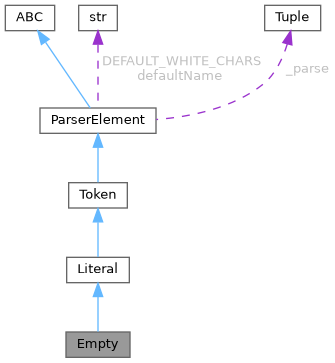 ABC
str
Tuple
DEFAULT_WHITE_CHARS
defaultName
_parse
ParserElement
Token
Literal
Empty